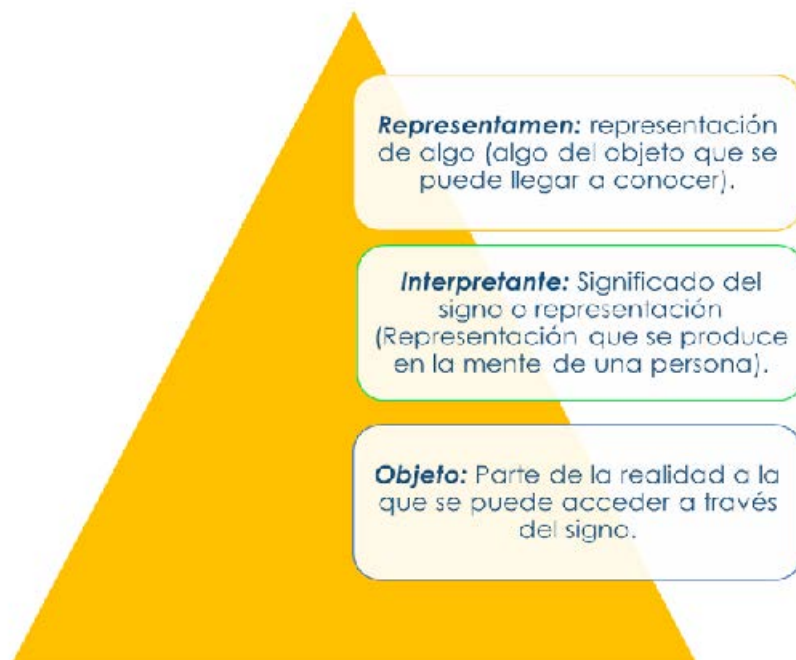 Representamen: representación
de algo (algo del objeto que se
puede llegar a conocer).
Interpretante: Significado del
signo o representación
(Representación que se produce
en la mente de una persona).
Objeto: Parte de la realidad a la
que se puede acceder a través
del signo.